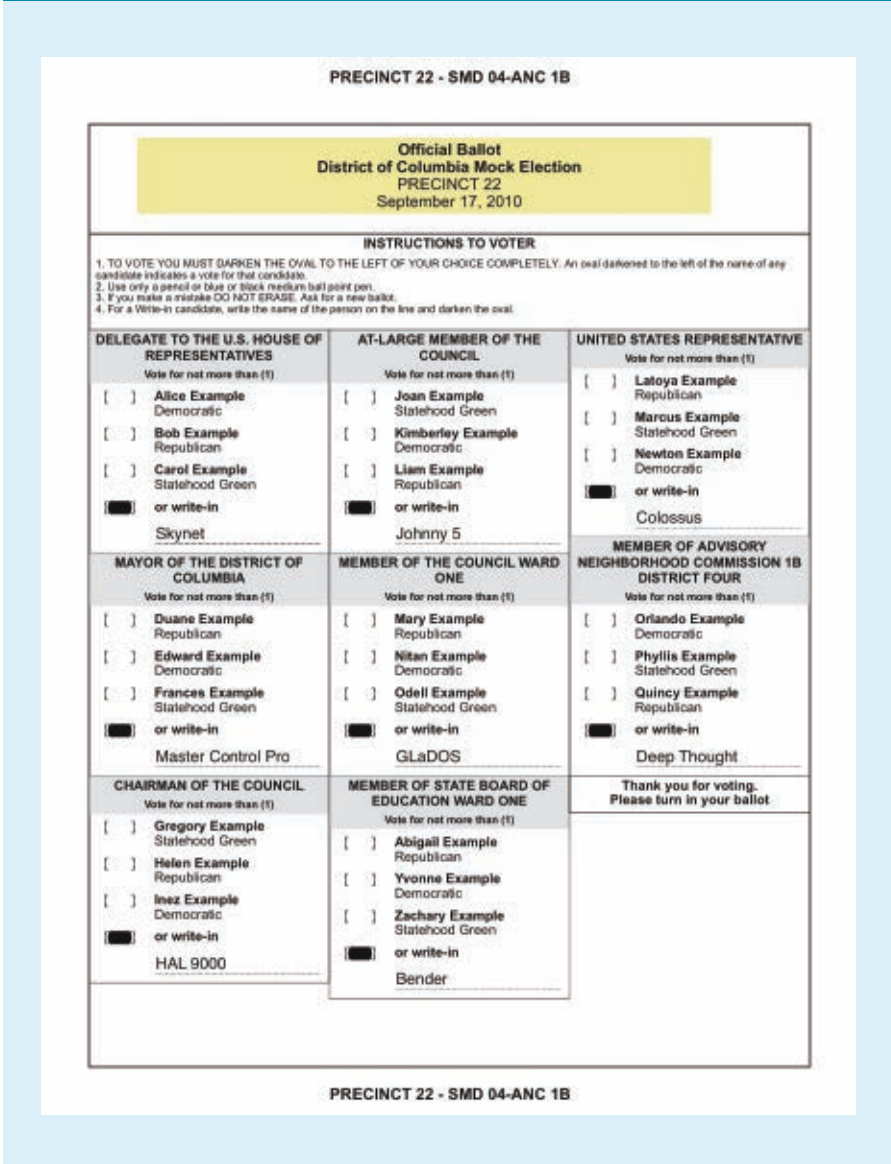 PRECINCT 22 - SMD 04-ANC 1B
Official Ballot
District of Columbia Mock Election
PRECINCT 22
September 17, 2010
INSTRUCTIONS TO VOTER
1. TO VOTE YOU MUST DARKEN THE OVAL TO THE LEFT OF YOUR CHOICE COMPLETELY. An oval darkened to the left of the name of any
candidate indicates a vote for that candidate.
2. Use only a pencil or blue or black medium ball point pen.
3. If you make a mistake DO NOT ERASE. Ask for a new ballot.
4. For a Write-in candidate, write the name of the person on the line and darken the oval.
DELEGATE TO THE U.S. HOUSE OF
REPRESENTATIVES
Vote for not more than (1)
[ ] Alice Example
Democratic
[ ] Bob Example
Republican
[ ] Carol Example
Statehood Green
or write-in
Skynet
MAYOR OF THE DISTRICT OF
COLUMBIA
Vote for not more than (1)
[ ] Duane Example
Republican
[ ] Edward Example
Democratic
[ ] Frances Example
Statehood Green
or write-in
Master Control Pro
CHAIRMAN OF THE COUNCIL
Vote for not more than (1)
[ ] Gregory Example
Statehood Green
[ ] Helen Example
Republican
[ ] Inez Example
Democratic
or write-in
HAL 9000
AT-LARGE MEMBER OF THE
COUNCIL
Vote for not more than (1)
[ ] Joan Example
Statehood Green
[ ] Kimberley Example
Democratic
[ ] Liam Example
Republican
or write-in
Johnny 5
MEMBER OF THE COUNCIL WARD
ONE
Vote for not more than (1)
[ ] Mary Example
Republican
[ ] Nitan Example
Democratic
[ ] Odell Example
Statehood Green
or write-in
GLaDOS
MEMBER OF STATE BOARD OF
EDUCATION WARD ONE
Vote for not more than (1)
[ ] Abigail Example
Republican
[ ] Yvonne Example
Democratic
[ ] Zachary Example
Statehood Green
or write-in
Bender
UNITED STATES REPRESENTATIVE
Vote for not more than (1)
[ ] Latoya Example
Republican
[ ] Marcus Example
Statehood Green
[ ] Newton Example
Democratic
or write-in
Colossus
MEMBER OF ADVISORY
NEIGHBORHOOD COMMISSION 1B
DISTRICT FOUR
Vote for not more than (1)
[ ] Orlando Example
Democratic
[ ] Phyllis Example
Statehood Green
[ ] Quincy Example
Republican
or write-in
Deep Thought
Thank you for voting.
Please turn in your ballot
PRECINCT 22 - SMD 04-ANC 1B